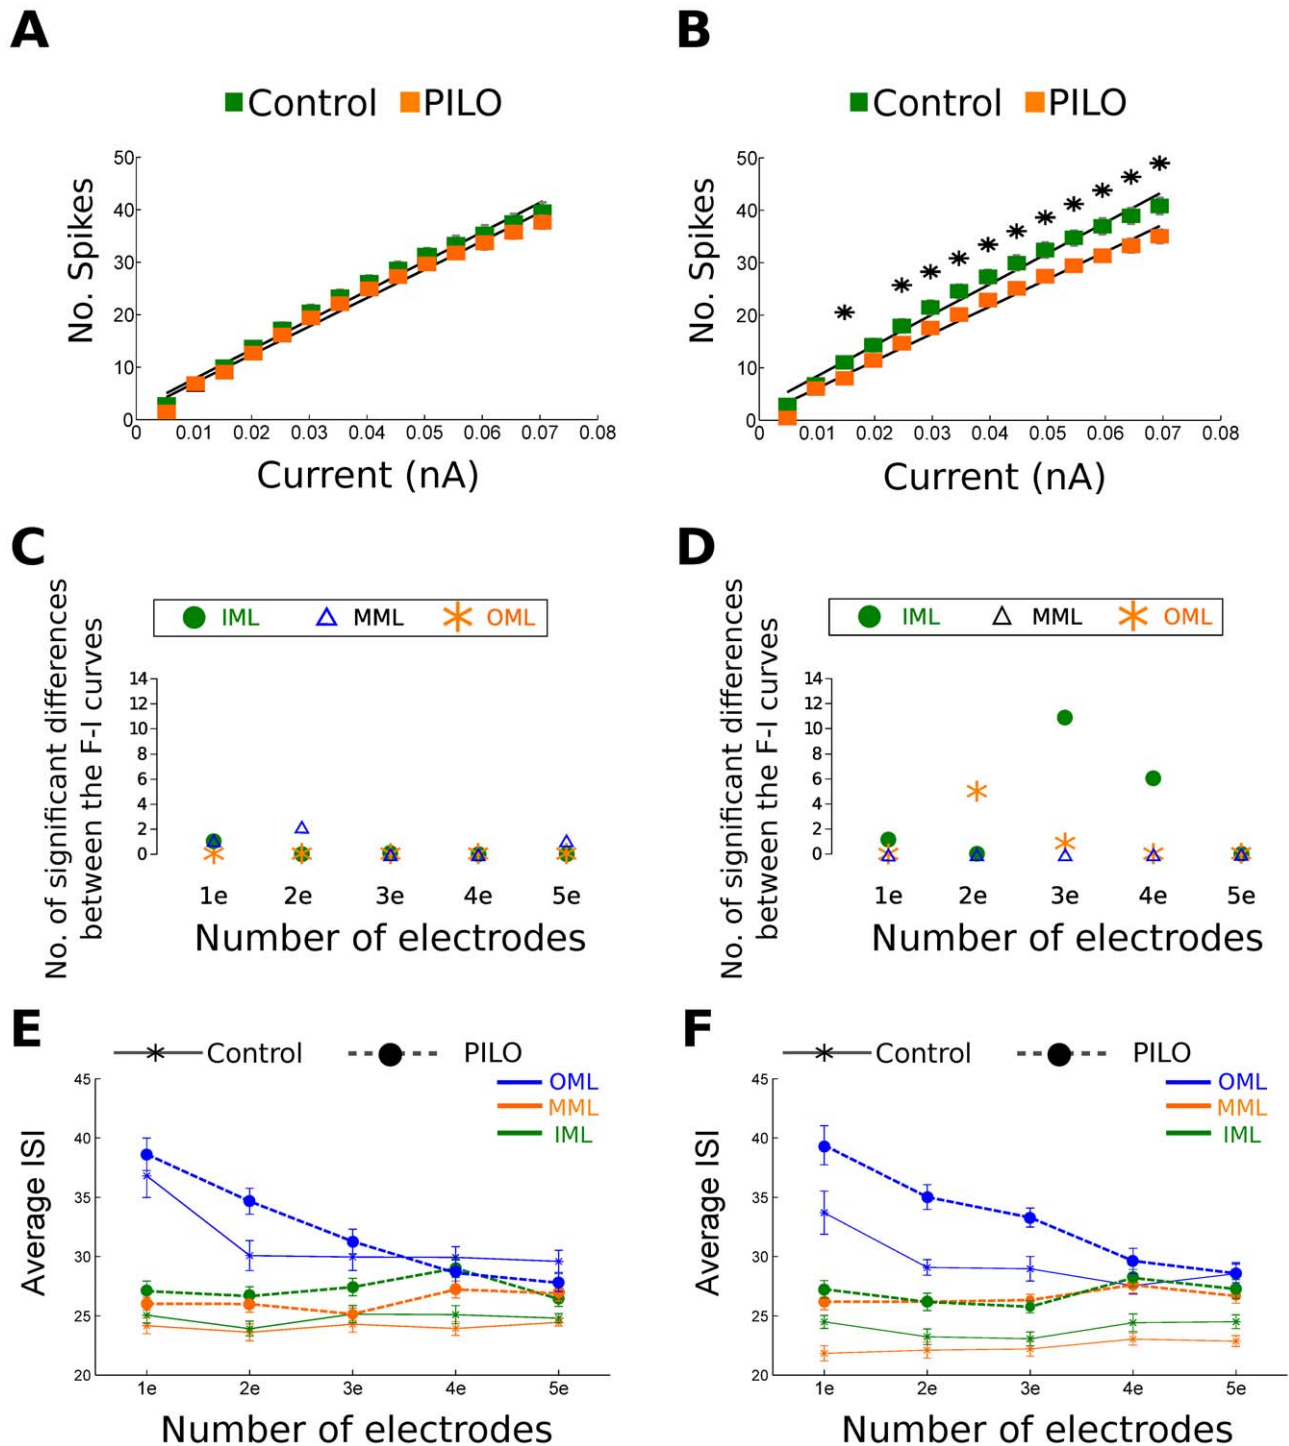 A
Control PILO
No. Spikes
50
40
30
20
10
0
0 0.01 0.02 0.03 0.04 0.05 0.06 0.07 0.08
Current (nA)
B
Control PILO
No. Spikes
50
40
30
20
10
0
0 0.01 0.02 0.03 0.04 0.05 0.06 0.07 0.08
Current (nA)
C
No. of significant differences
between the F-I curves
IML MML OML
14
12
10
8
6
4
2
0
1e 2e 3e 4e 5e
Number of electrodes
D
No. of significant differences
between the F-I curves
IML MML OML
14
12
10
8
6
4
2
0
1e 2e 3e 4e 5e
Number of electrodes
E
Control PILO
OML
MML
IML
Average ISI
45
40
35
30
25
20
1e 2e 3e 4e 5e
Number of electrodes
F
Control PILO
OML
MML
IML
Average ISI
45
40
35
30
25
20
1e 2e 3e 4e 5e
Number of electrodes